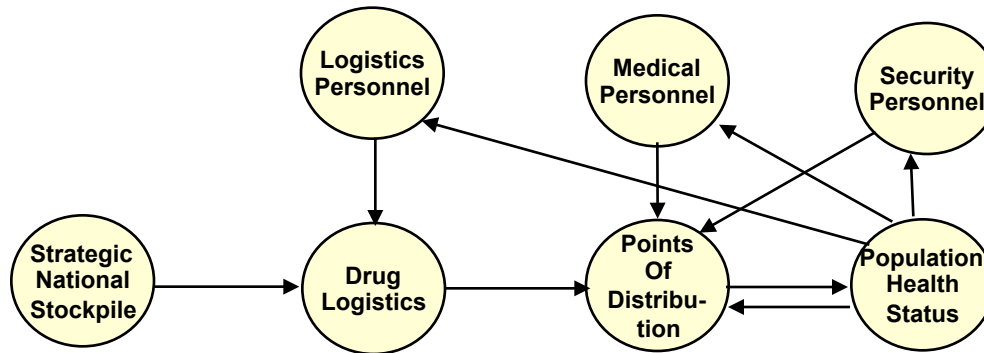 Logistics
Personnel
Medical
Personnel
Security
Personnel
Strategic
National
Stockpile
Drug
Logistics
Points
Of
Distribu-
tion
Population
Health
Status